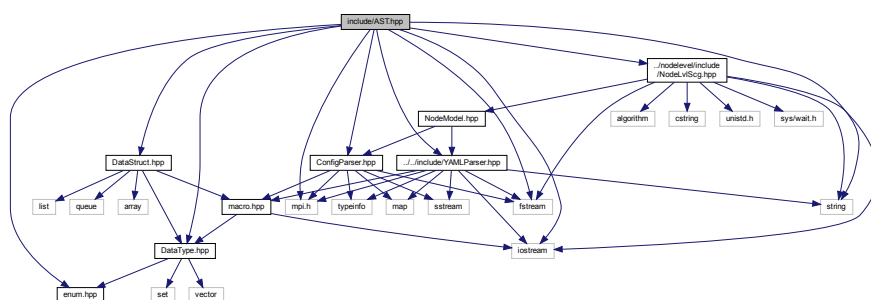 include/AST.hpp
../nodelevel/include
/NodeLvlScg.hpp
NodeModel.hpp
algorithm
cstring
unistd.h
sys/wait.h
DataStruct.hpp
ConfigParser.hpp
../../include/YAMLParser.hpp
list
queue
array
macro.hpp
mpi.h
typeinfo
map
sstream
fstream
string
DataType.hpp
iostream
enum.hpp
set
vector